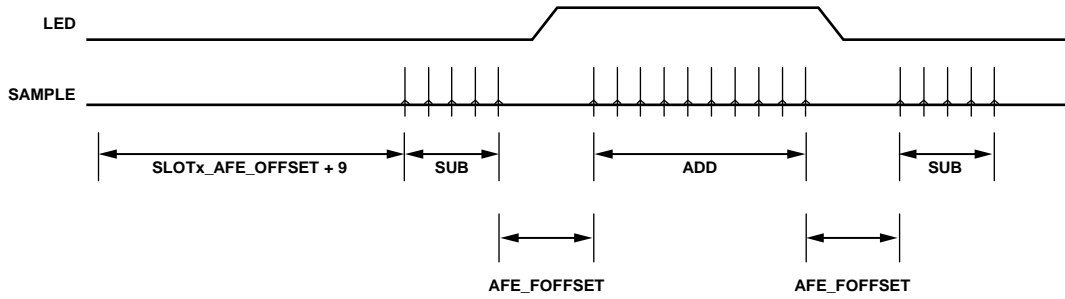 LED
SAMPLE
SLOTx_AFE_OFFSET + 9
SUB
ADD
SUB
AFE_FOFFSET
AFE_FOFFSET